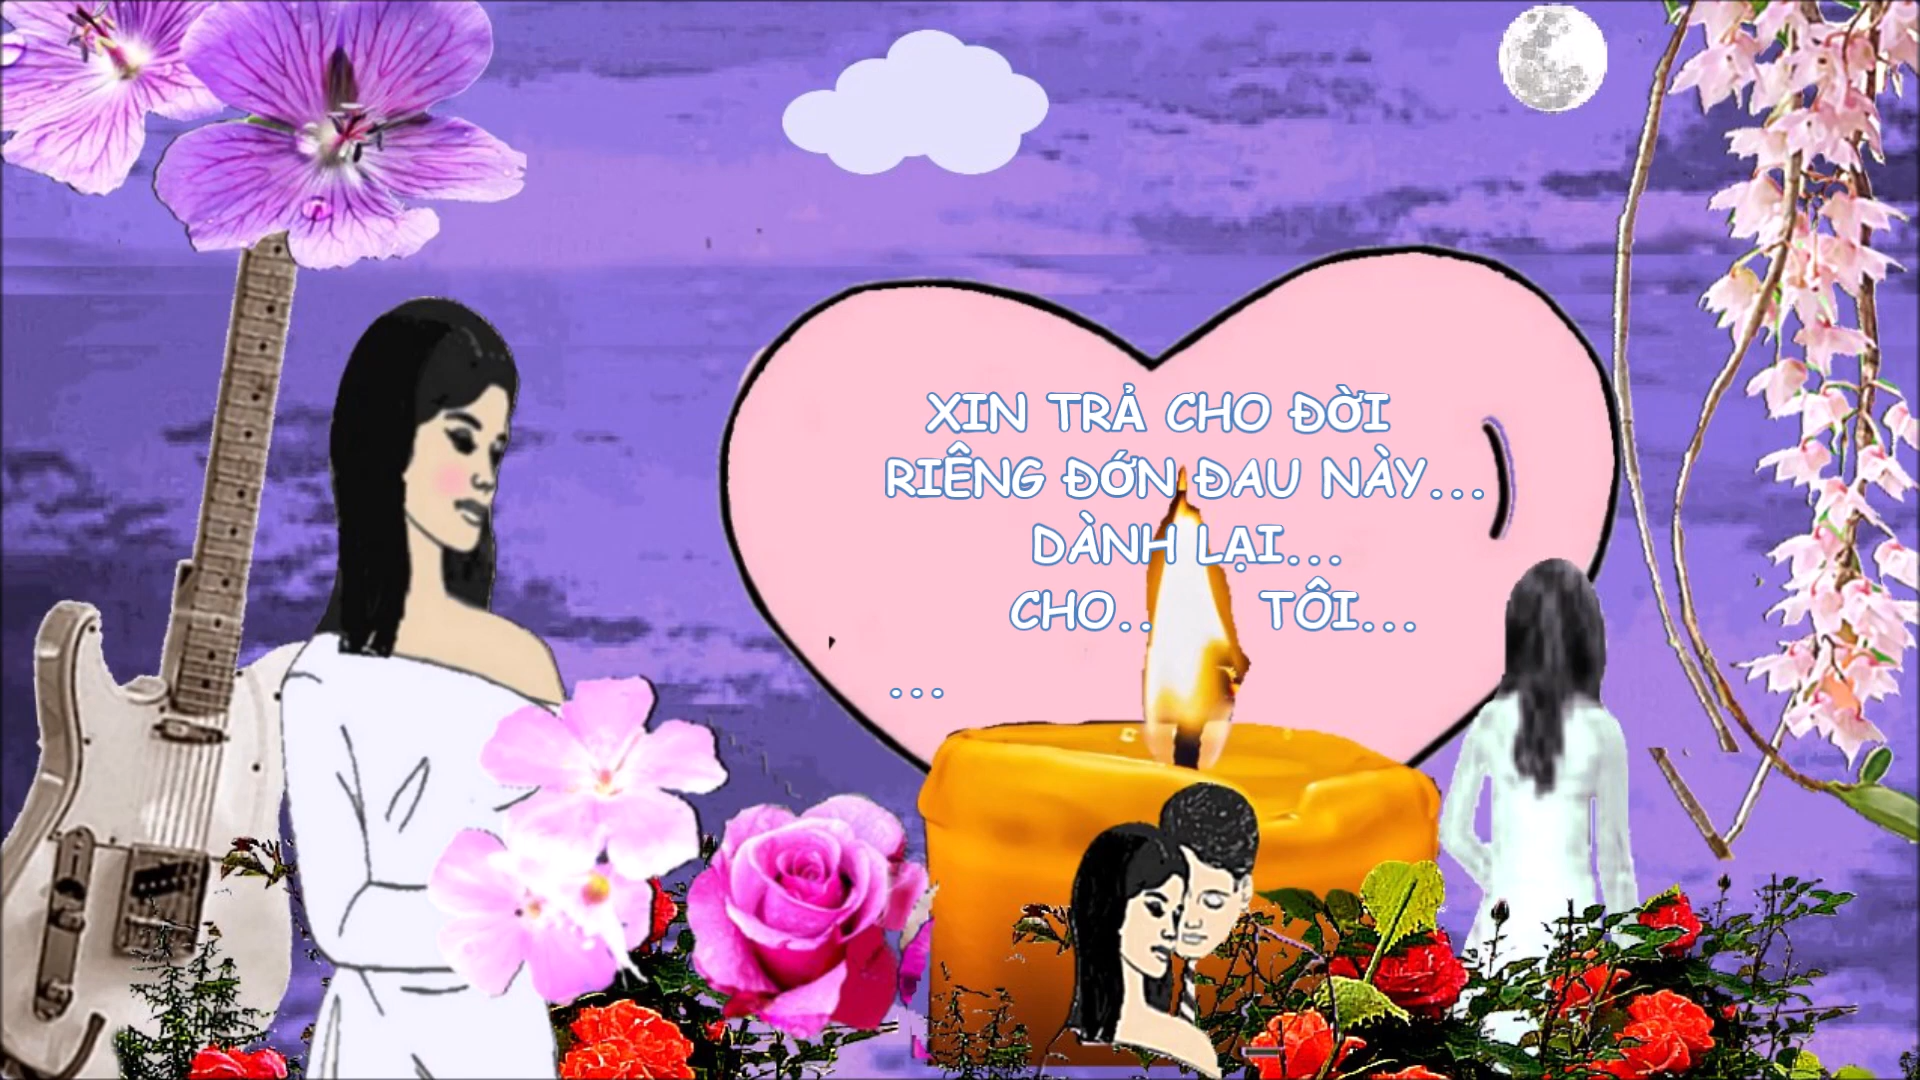 XIN TRẢ CHO ĐỜI
RIÊNG ĐỚN ĐAU NÀY...
DÀNH LẠI...
CHO.. TÔI...
...